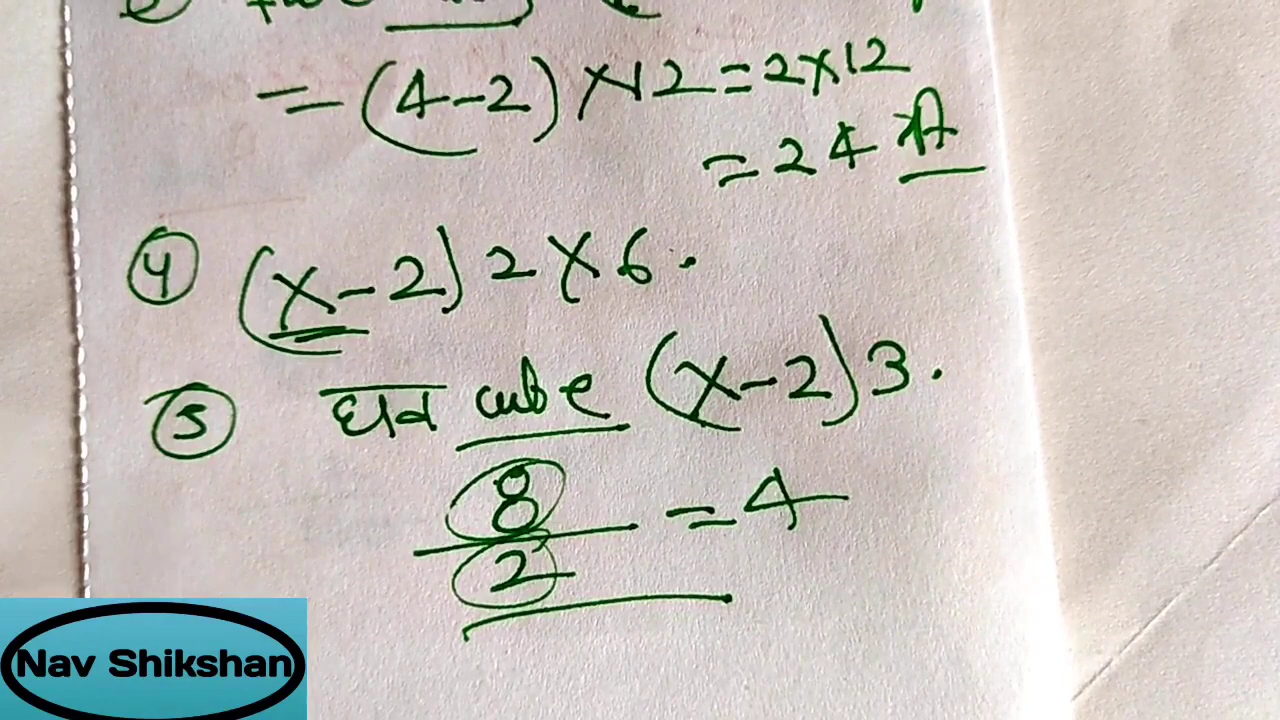 = (4-2) ×12 = 2×12
= 24
④ (x-2) 2 × 6.
⑤ घन cube (x-2) 3.
8
2 = 4
Nav Shikshan